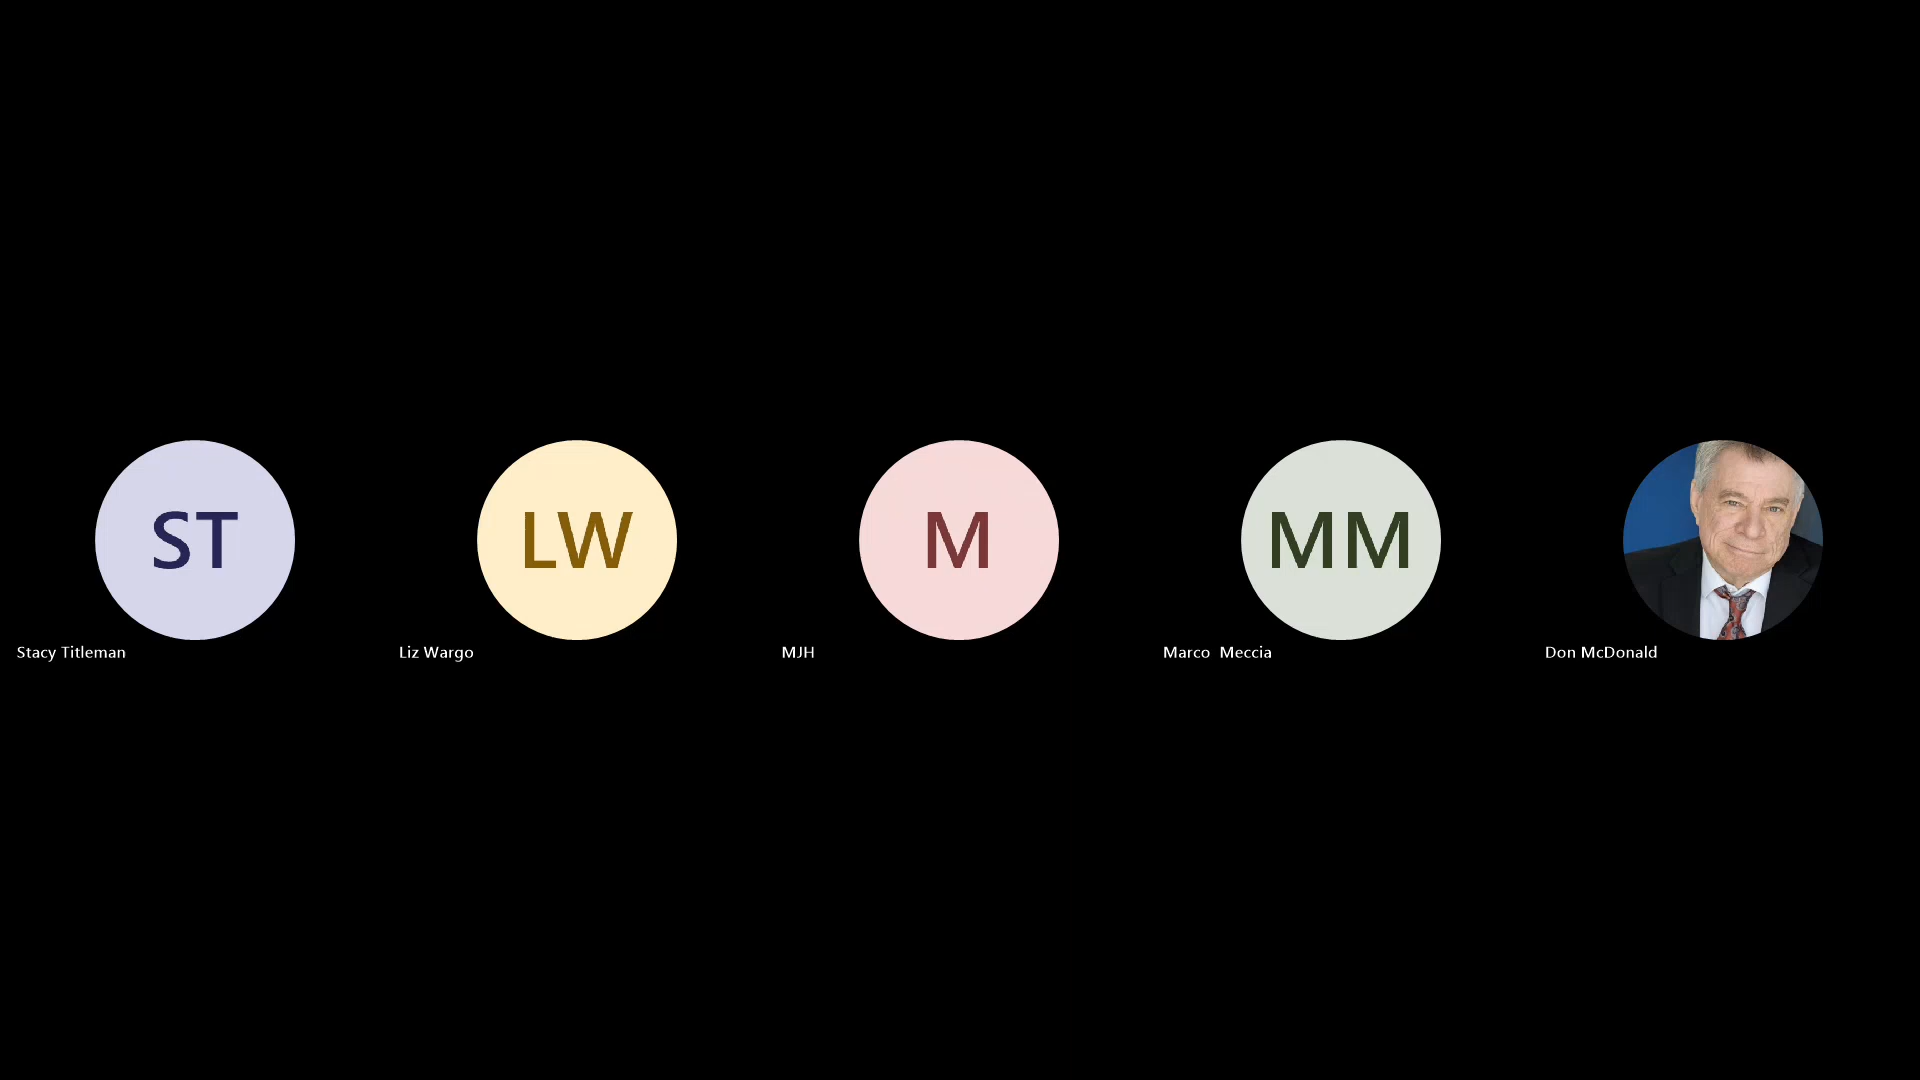 ST
LW
M
MM
Stacy Titleman
Liz Wargo
MJH
Marco  Meccia
Don McDonald